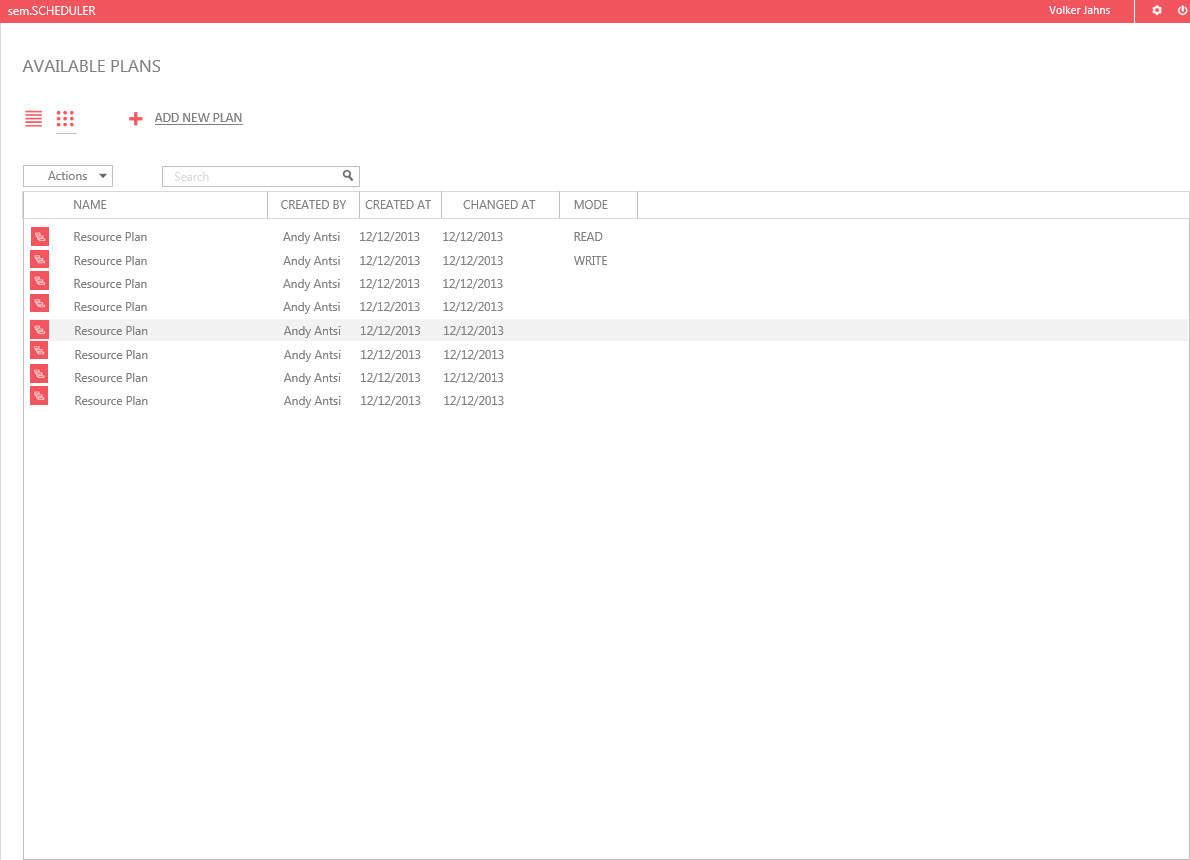 sem.SCHEDULER Volker Jahns
AVAILABLE PLANS
ADD NEW PLAN
Actions Search
NAME CREATED BY CREATED AT CHANGED AT MODE
Resource Plan Andy Antsi 12/12/2013 12/12/2013 READ
Resource Plan Andy Antsi 12/12/2013 12/12/2013 WRITE
Resource Plan Andy Antsi 12/12/2013 12/12/2013
Resource Plan Andy Antsi 12/12/2013 12/12/2013
Resource Plan Andy Antsi 12/12/2013 12/12/2013
Resource Plan Andy Antsi 12/12/2013 12/12/2013
Resource Plan Andy Antsi 12/12/2013 12/12/2013
Resource Plan Andy Antsi 12/12/2013 12/12/2013